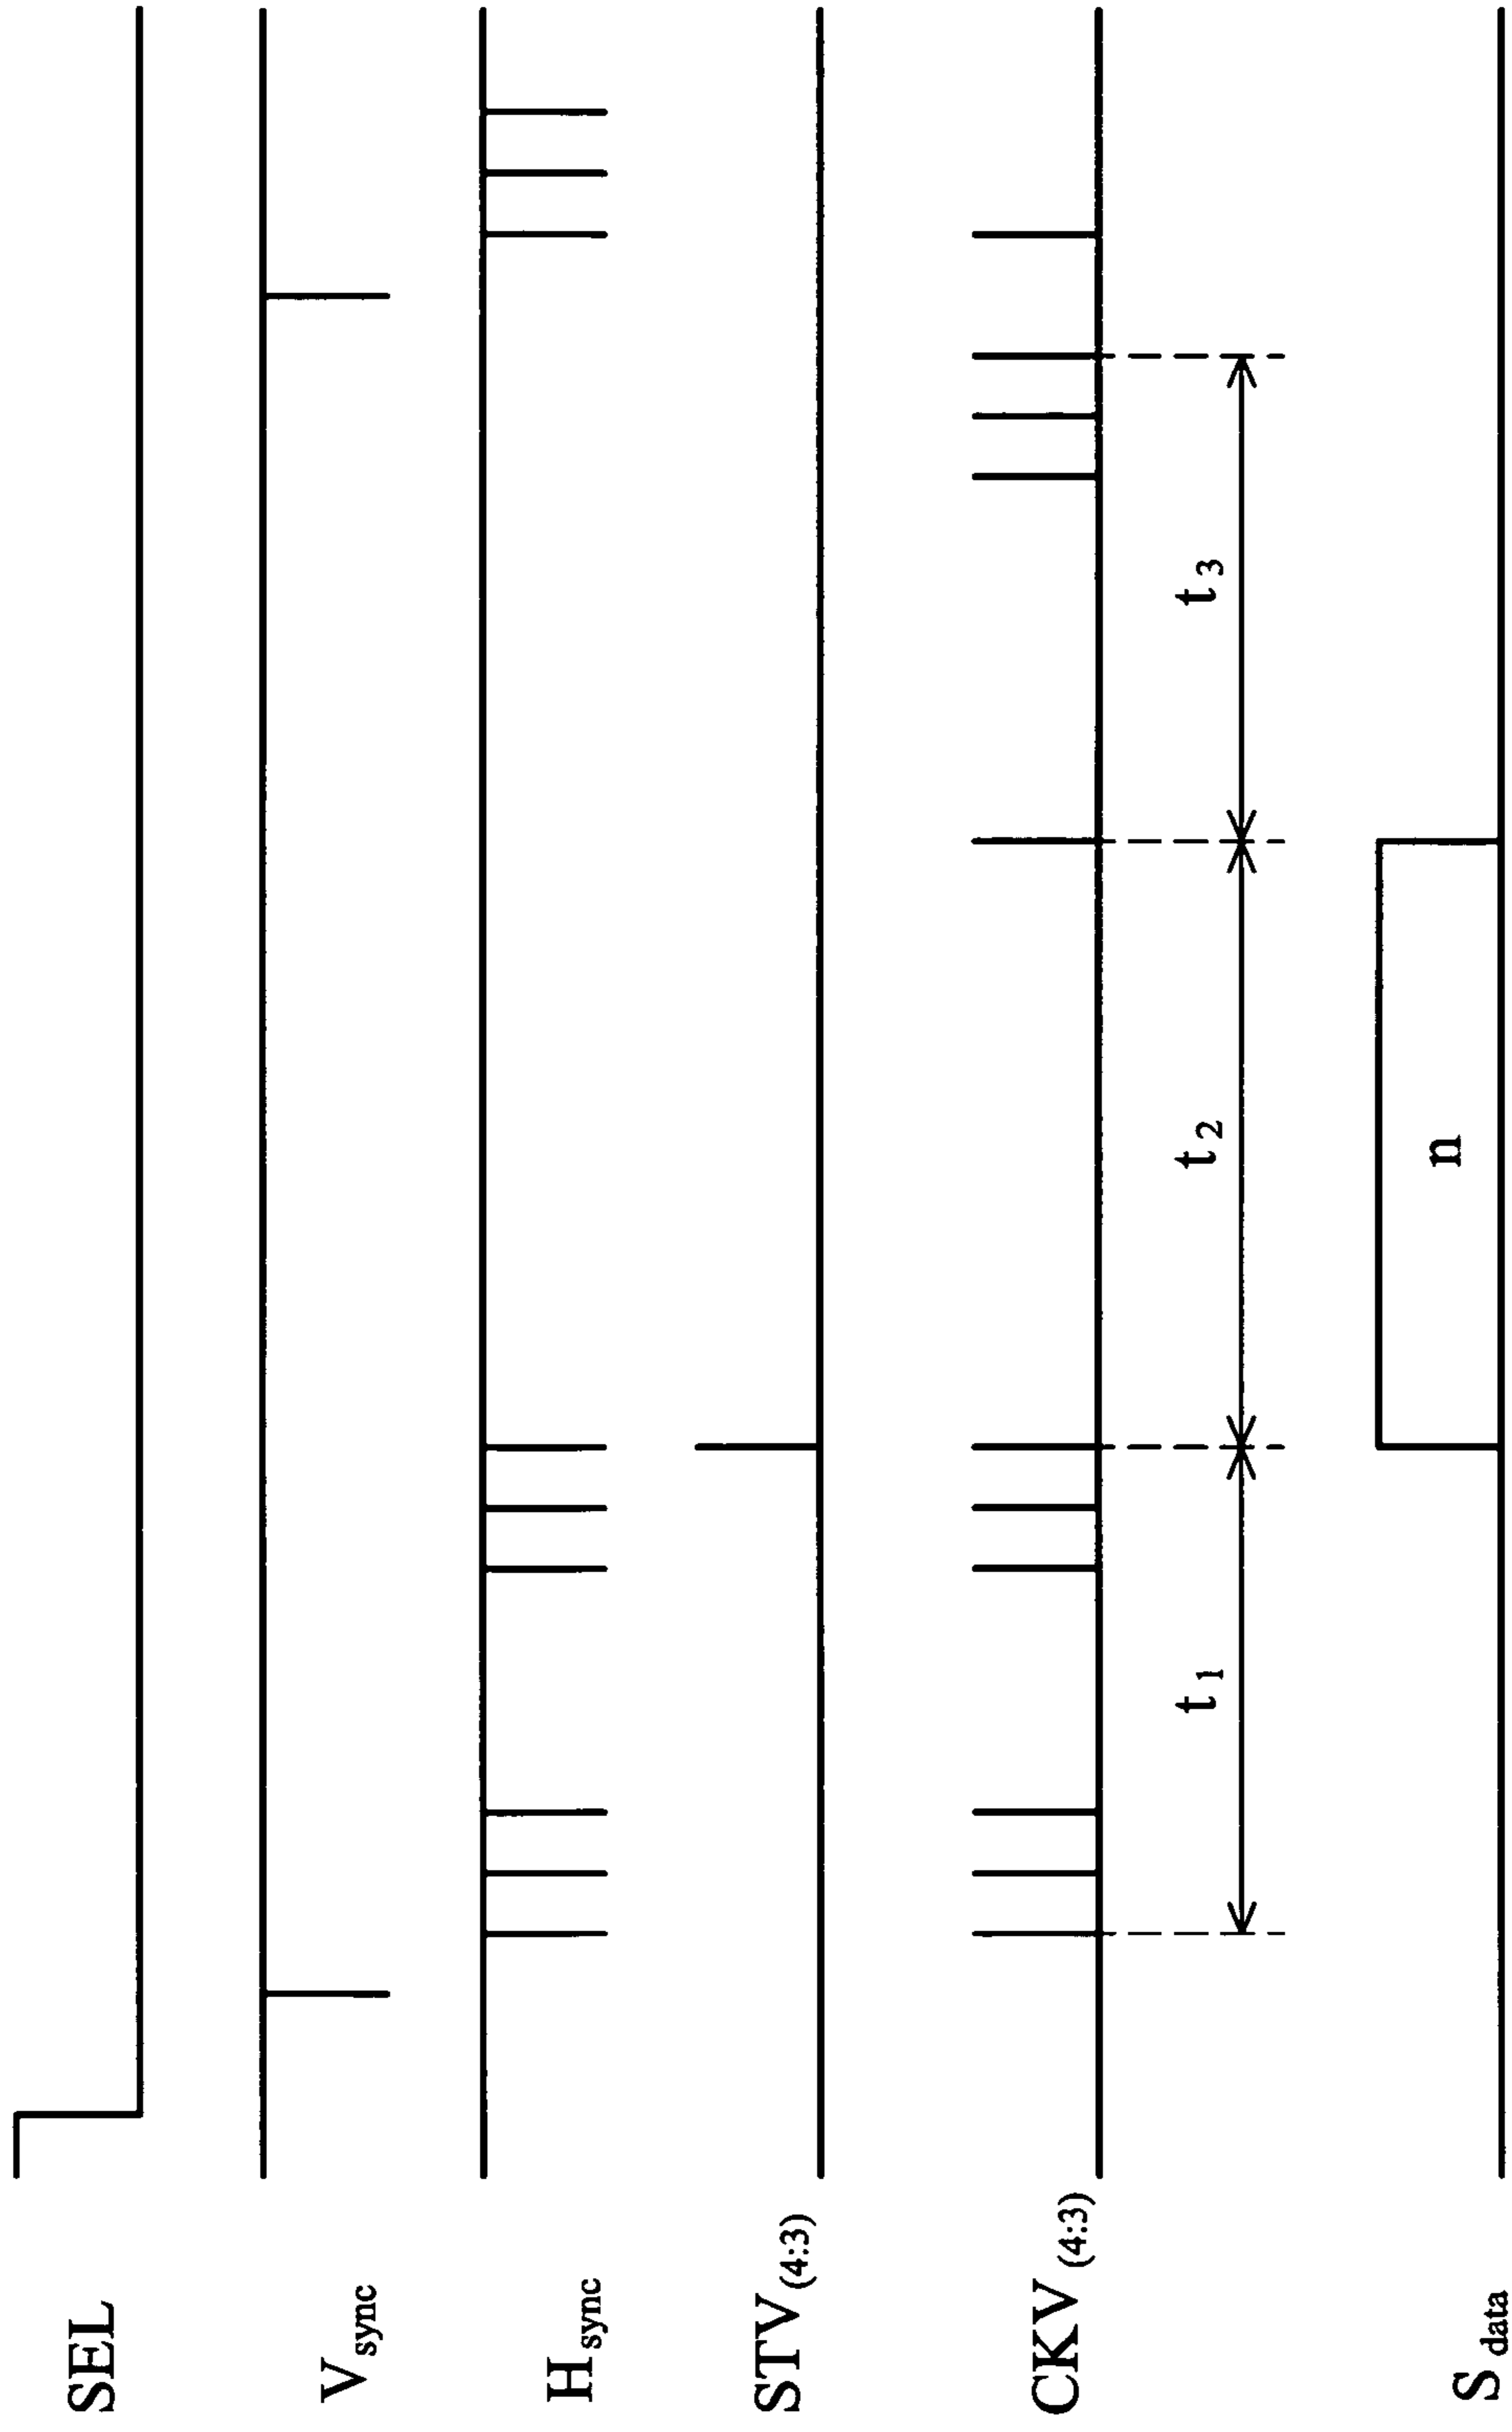 SEL
Vsync
Hsync
STV(4:3)
CKV(4:3)
t1 t2 t3
Sdata
n